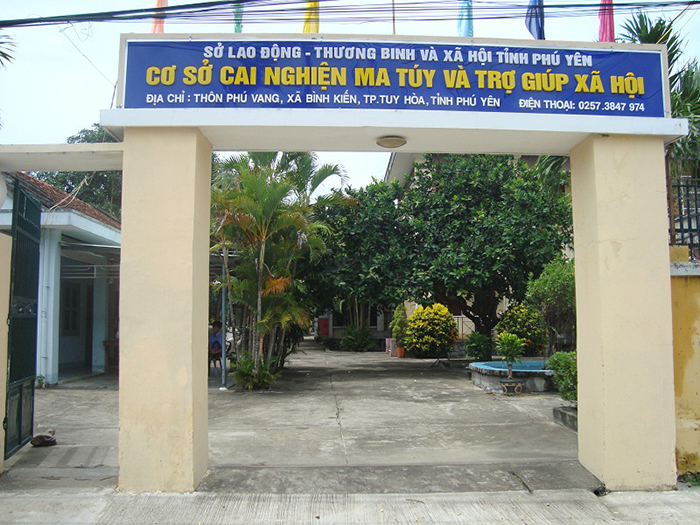 SỞ LAO ĐỘNG - THƯƠNG BINH VÀ XÃ HỘI TỈNH PHÚ YÊN
CƠ SỞ CAI NGHIỆN MA TÚY VÀ TRỢ GIÚP XÃ HỘI
ĐỊA CHỈ : THÔN PHÚ VANG, XÃ BÌNH KIẾN, TP.TUY HÒA, TỈNH PHÚ YÊN ĐIỆN THOẠI: 0257.3847 974